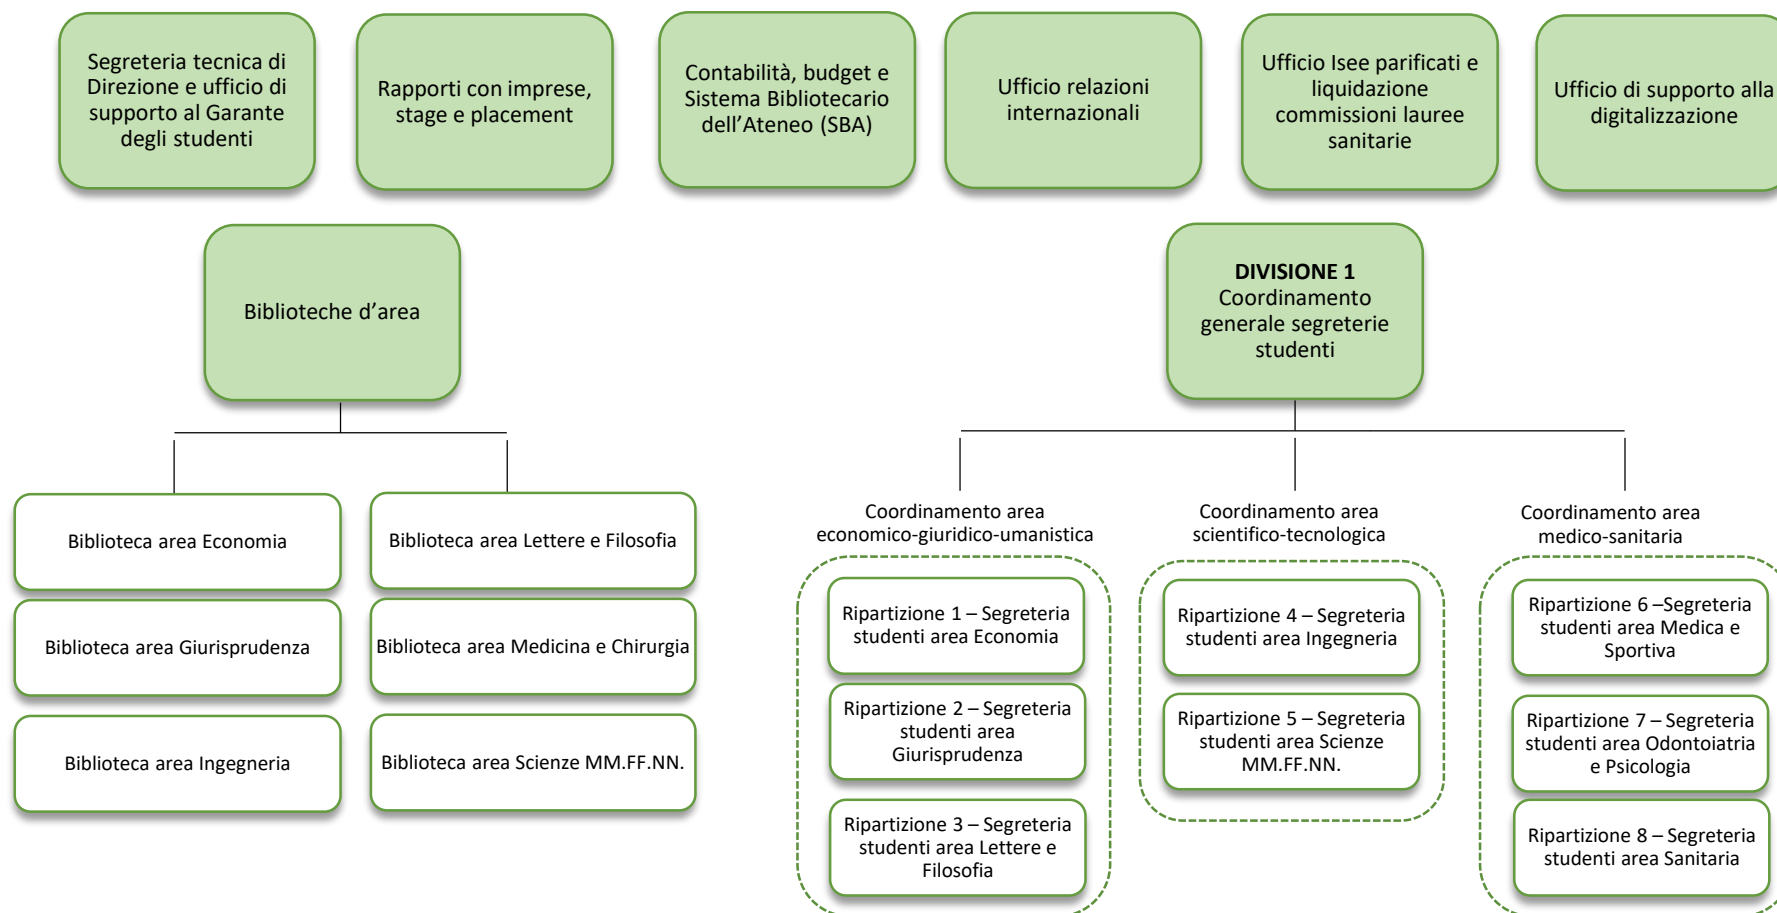 Segreteria tecnica di
Direzione e ufficio di
supporto al Garante
degli studenti
Rapporti con imprese,
stage e placement
Contabilità, budget e
Sistema Bibliotecario
dell’Ateneo (SBA)
Ufficio relazioni
internazionali
Ufficio Isee parificati e
liquidazione
commissioni lauree
sanitarie
Ufficio di supporto alla
digitalizzazione
Biblioteche d’area
DIVISIONE 1
Coordinamento
generale segreterie
studenti
Biblioteca area Economia
Biblioteca area Lettere e Filosofia
Biblioteca area Giurisprudenza
Biblioteca area Medicina e Chirurgia
Biblioteca area Ingegneria
Biblioteca area Scienze MM.FF.NN.
Coordinamento area
economico-giuridico-umanistica
Ripartizione 1 – Segreteria
studenti area Economia
Ripartizione 2 – Segreteria
studenti area
Giurisprudenza
Ripartizione 3 – Segreteria
studenti area Lettere e
Filosofia
Coordinamento area
scientifico-tecnologica
Ripartizione 4 – Segreteria
studenti area Ingegneria
Ripartizione 5 – Segreteria
studenti area Scienze
MM.FF.NN.
Coordinamento area
medico-sanitaria
Ripartizione 6 –Segreteria
studenti area Medica e
Sportiva
Ripartizione 7 – Segreteria
studenti area Odontoiatria
e Psicologia
Ripartizione 8 – Segreteria
studenti area Sanitaria